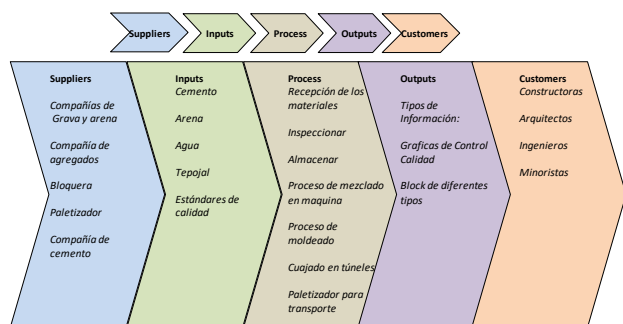 Suppliers
Inputs
Process
Outputs
Customers
Suppliers
Compañías de
Grava y arena
Compañía de
agregados
Bloquera
Paletizador
Compañía de
cemento
Inputs
Cemento
Arena
Agua
Tepojal
Estándares de
calidad
Process
Recepción de los
materiales
Inspeccionar
Almacenar
Proceso de mezclado
en maquina
Proceso de
moldeado
Cuajado en túneles
Paletizador para
transporte
Outputs
Tipos de
Información:
Graficas de Control
Calidad
Block de diferentes
tipos
Customers
Constructoras
Arquitectos
Ingenieros
Minoristas